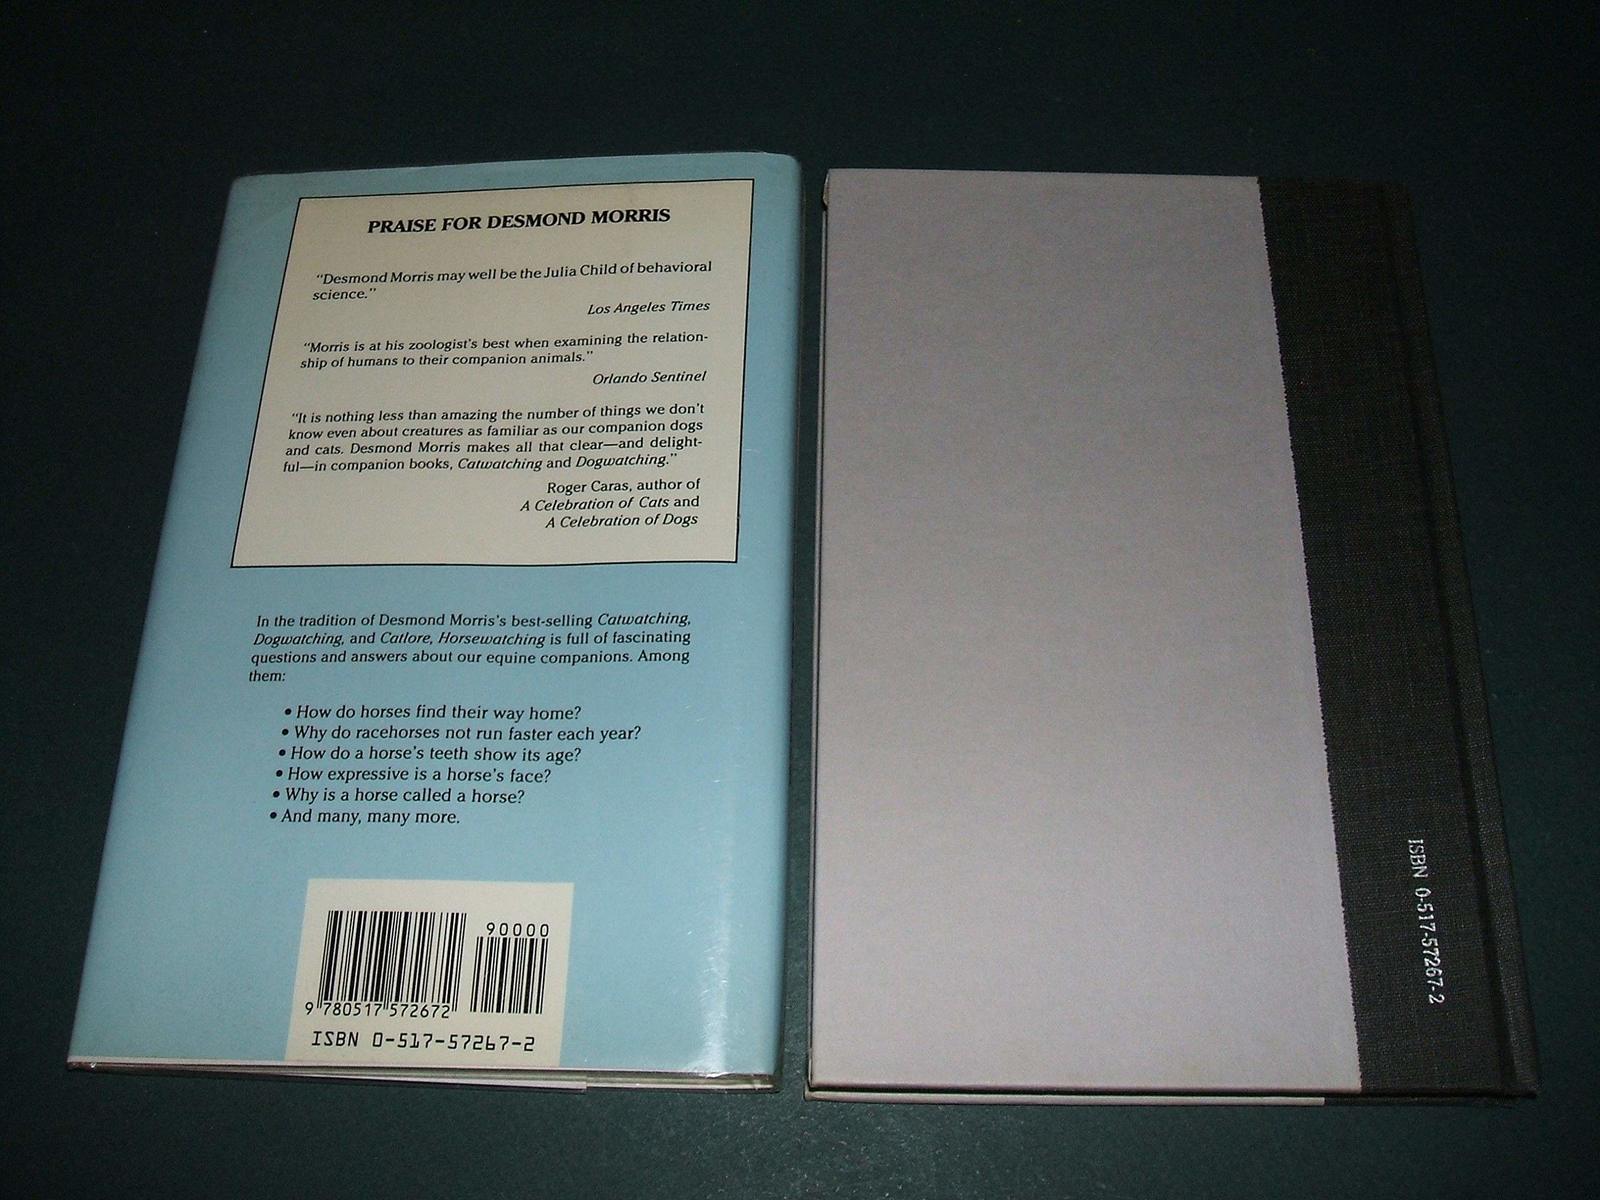 PRAISE FOR DESMOND MORRIS
“Desmond Morris may well be the Julia Child of behavioral
science.”
Los Angeles Times
“Morris is at his zoologist's best when examining the relation-
ship of humans to their companion animals.”
Orlando Sentinel
“It is nothing less than amazing the number of things we don't
know even about creatures as familiar as our companion dogs
and cats. Desmond Morris makes all that clear—and delight-
ful—in companion books, Catwatching and Dogwatching.”
Roger Caras, author of
A Celebration of Cats and
A Celebration of Dogs
In the tradition of Desmond Morris's best-selling Catwatching,
Dogwatching, and Catlore, Horsewatching is full of fascinating
questions and answers about our equine companions. Among
them:
• How do horses find their way home?
• Why do racehorses not run faster each year?
• How do a horse's teeth show its age?
• How expressive is a horse's face?
• Why is a horse called a horse?
• And many, many more.
90000
9 780517 572672
ISBN 0-517-57267-2
ISBN 0-517-57267-2